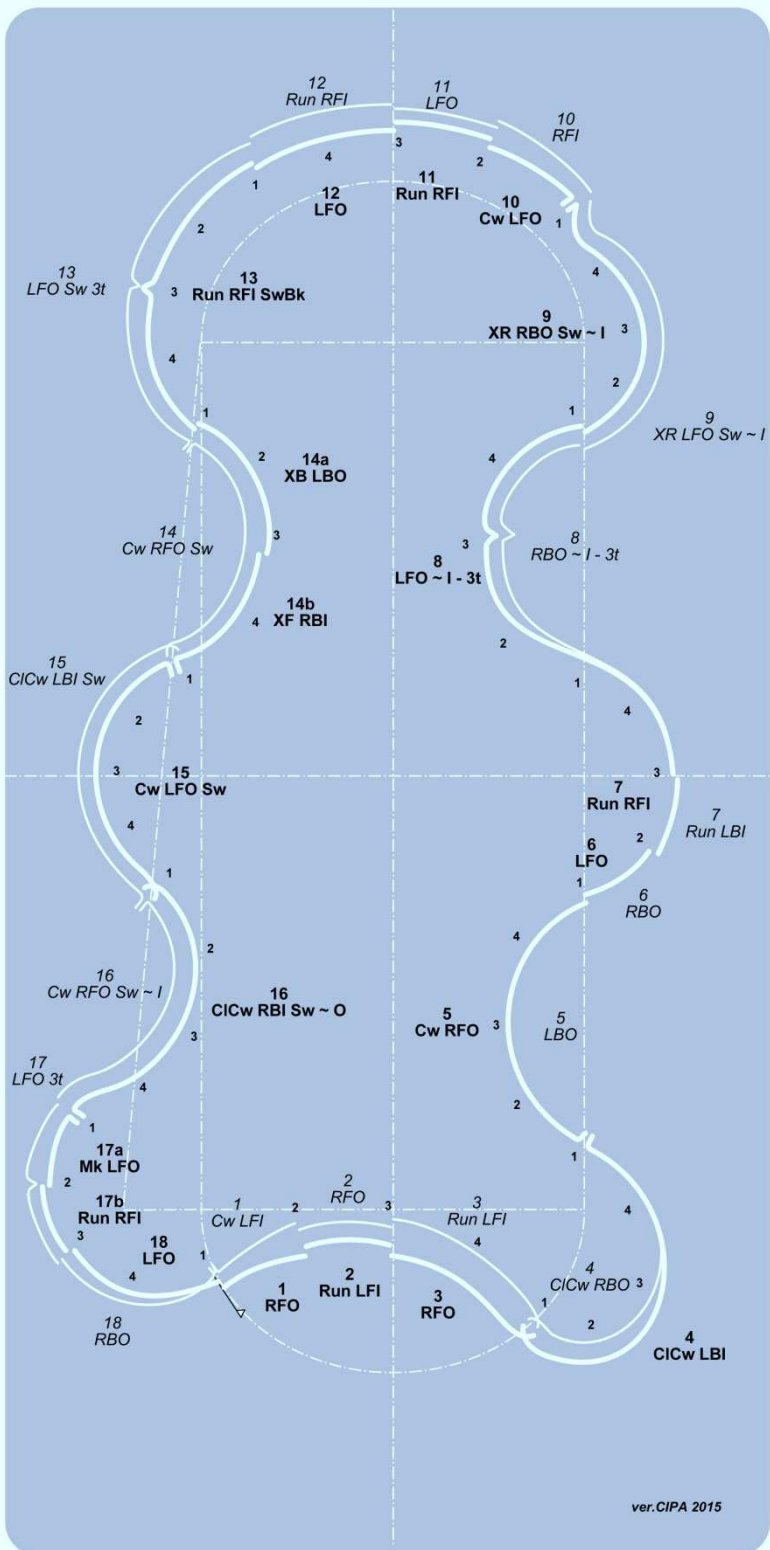 12
Run RFI
11
LFO
10
RFI
4
3
2
1
12
LFO
11
Run RFI
10
Cw LFO
1
2
4
13
LFO Sw 3t
3
13
Run RFI SwBk
9
XR RBO Sw ~ I
3
4
2
1
1
9
XR LFO Sw ~ I
2
14a
XB LBO
4
14
Cw RFO Sw
3
3
8
RBO ~ I - 3t
8
LFO ~ I - 3t
14b
XF RBI
4
2
15
ClCw LBI Sw
1
1
2
4
3
15
Cw LFO Sw
3
7
Run RFI
7
Run LBI
4
2
6
LFO
1
1
6
RBO
2
4
16
Cw RFO Sw ~ I
16
ClCw RBI Sw ~ O
5
Cw RFO
3
5
LBO
3
17
LFO 3t
4
2
1
1
17a
Mk LFO
2
17b
Run RFI
3
18
LFO
4
1
1
Cw LFI
2
2
RFO
3
3
Run LFI
4
4
1
RFO
2
Run LFI
3
RFO
4
ClCw RBO
3
1
2
18
RBO
4
ClCw LBI
ver.CIPA 2015